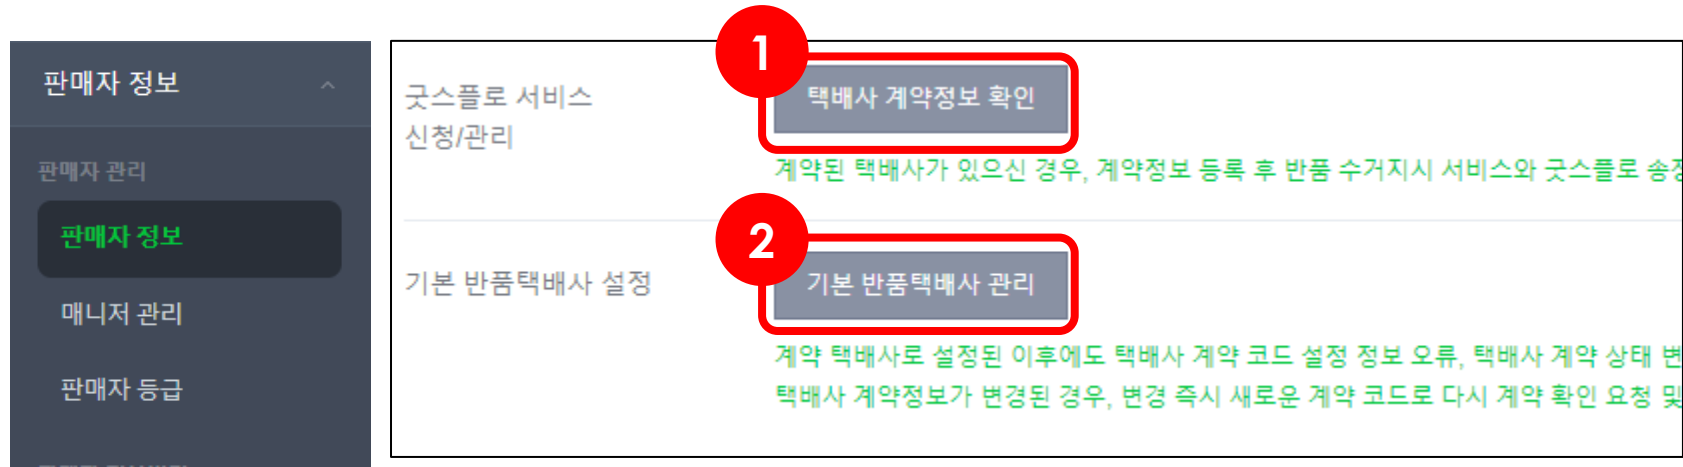 판매자 정보
판매자 관리
판매자 정보
매니저 관리
판매자 등급
1
굿스플로 서비스
신청/관리
택배사 계약정보 확인
계약된 택배사가 있으신 경우, 계약정보 등록 후 반품 수거지시 서비스와 굿스플로
2
기본 반품택배사 설정
기본 반품택배사 관리
계약 택배사로 설정된 이후에도 택배사 계약 코드 설정 정보 오류, 택배사 계약 상태
택배사 계약정보가 변경된 경우, 변경 즉시 새로운 계약 코드로 다시 계약 확인 요청 및